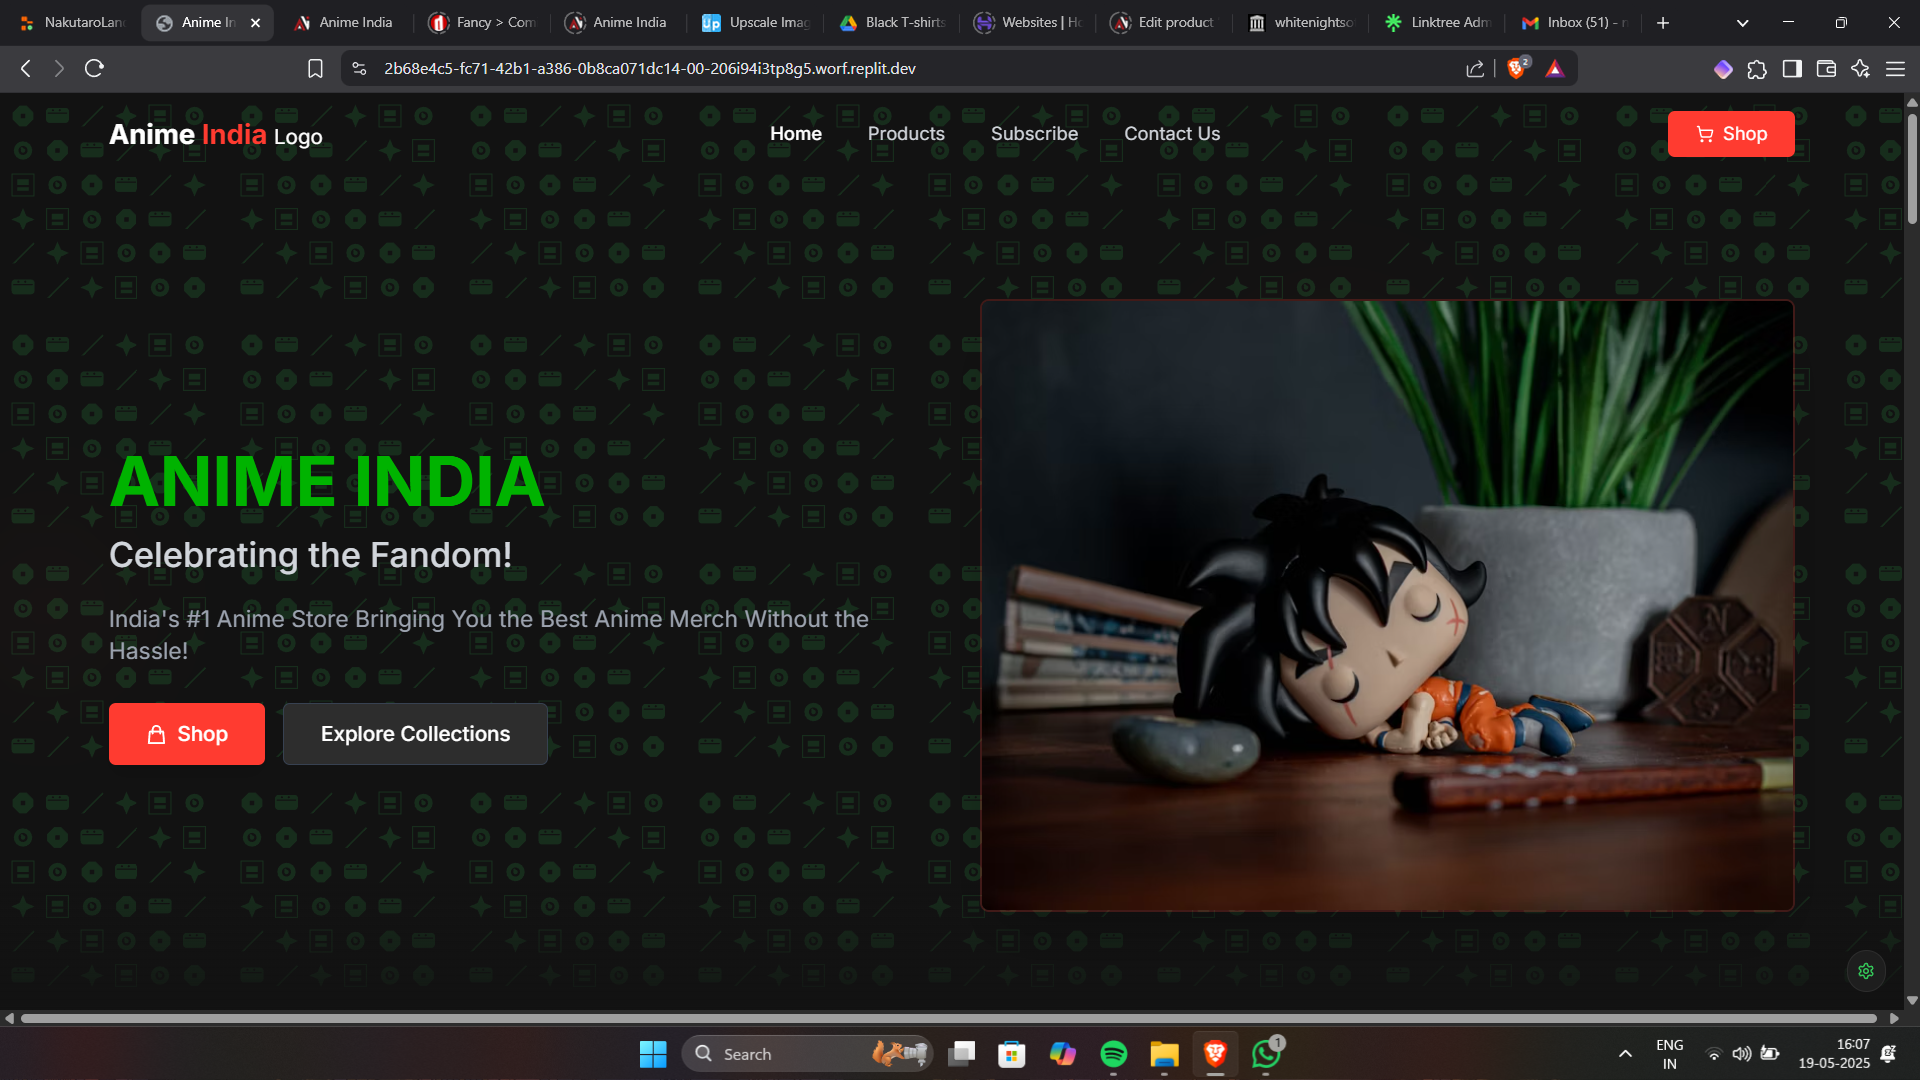 NakutaroLan
Anime In
Anime India
Fancy > Com
Anime India
Upscale Imag
Black T-shirts
Websites | Ho
Edit product
whitenightso
Linktree Adm
Inbox (51) - n
2b68e4c5-fc71-42b1-a386-0b8ca071dc14-00-206i94i3tp8g5.worf.replit.dev
2
Anime India Logo
Home
Products
Subscribe
Contact Us
Shop
ANIME INDIA
Celebrating the Fandom!
India's #1 Anime Store Bringing You the Best Anime Merch Without the
Hassle!
Shop
Explore Collections
Search
1
ENG
IN
16:07
19-05-2025